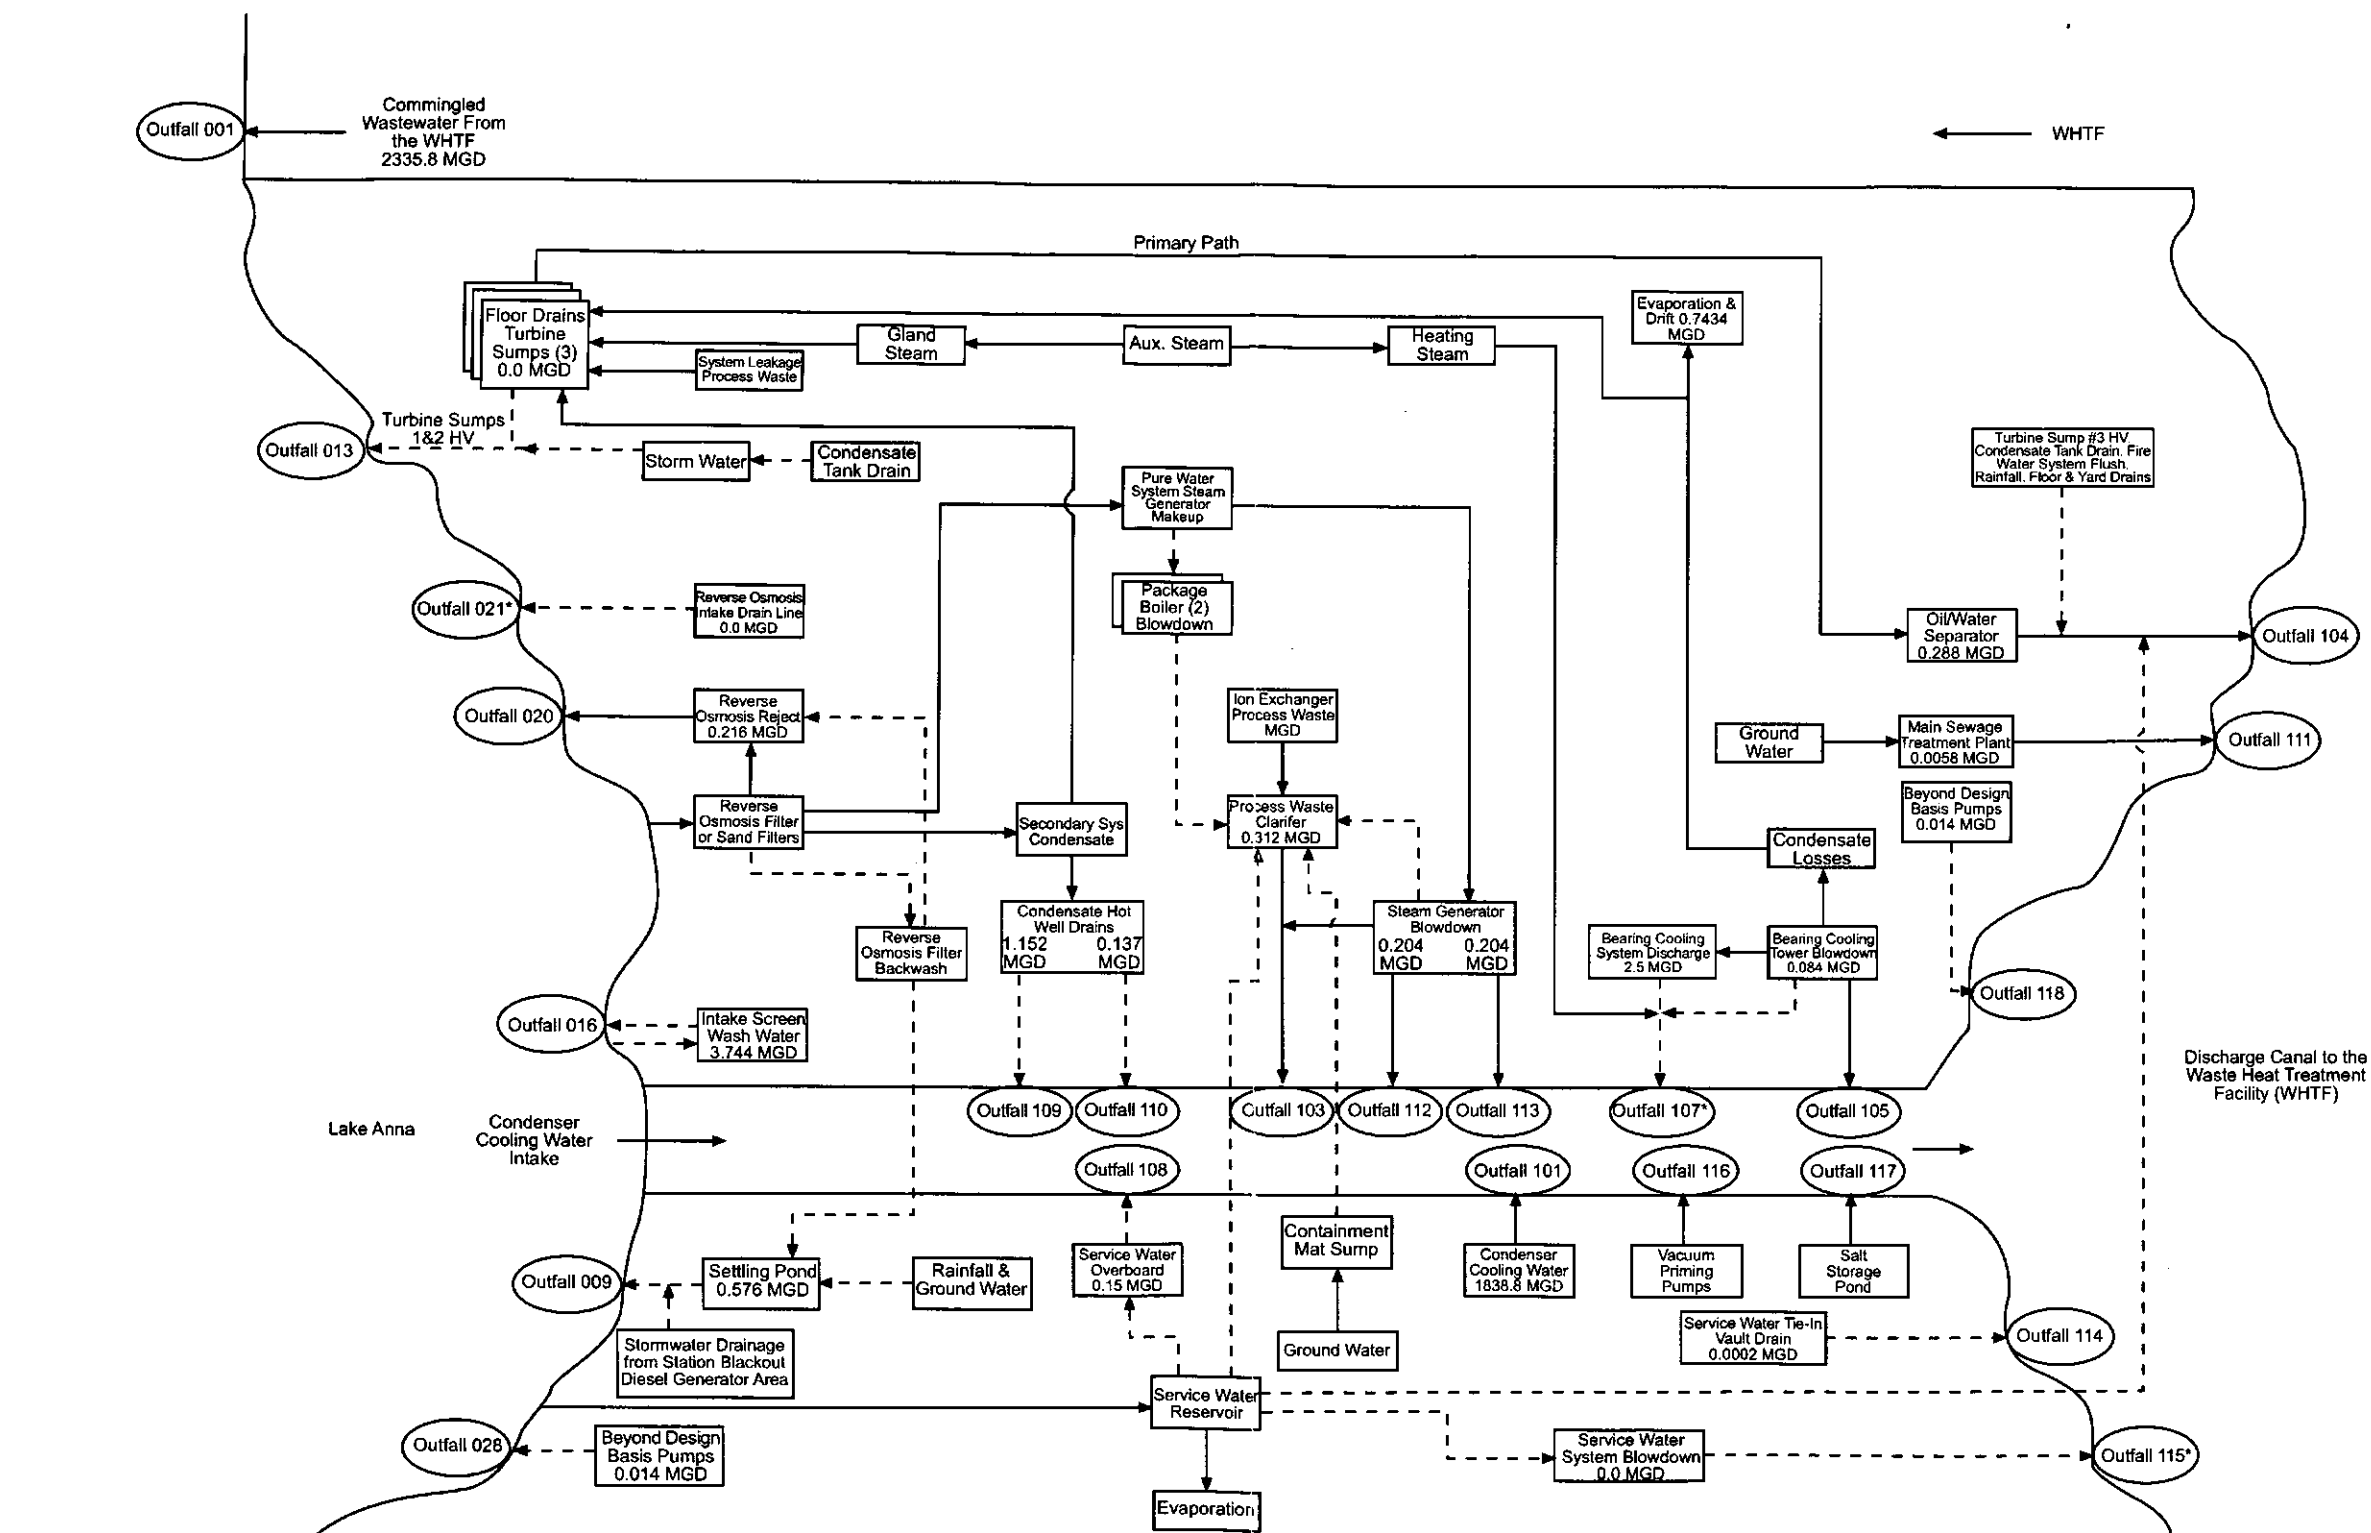 Commingled
Wastewater From
the WHTF
2335.8 MGD
Outfall 001
WHTF
Primary Path
Floor Drains
Turbine
Sumps (3)
0.0 MGD
System Leakage
Process Waste
Gland
Steam
Aux. Steam
Heating
Steam
Evaporation &
Drift 0.7434
MGD
Turbine Sumps
1&2 HV
Outfall 013
Storm Water
Condensate
Tank Drain
Pure Water
System Steam
Generator
Makeup
Turbine Sump #3 HV.
Condensate Tank Drain. Fire
Water System Flush.
Rainfall. Floor & Yard Drains
Outfall 021*
Reverse Osmosis
Intake Drain Line
0.0 MGD
Package
Boiler (2)
Blowdown
Oil/Water
Separator
0.288 MGD
Outfall 104
Outfall 020
Reverse
Osmosis Reject
0.216 MGD
Ion Exchanger
Process Waste
MGD
Ground
Water
Main Sewage
Treatment Plant
0.0058 MGD
Outfall 111
Reverse
Osmosis Filter
or Sand Filters
Secondary Sys
Condensate
Process Waste
Clarifer
0.312 MGD
Condensate
Losses
Beyond Design
Basis Pumps
0.014 MGD
Reverse
Osmosis Filter
Backwash
Condensate Hot
Well Drains
1.152 0.137
MGD MGD
Steam Generator
Blowdown
0.204 0.204
MGD MGD
Bearing Cooling
System Discharge
2.5 MGD
Bearing Cooling
Tower Blowdown
0.084 MGD
Outfall 118
Outfall 016
Intake Screen
Wash Water
3.744 MGD
Discharge Canal to the
Waste Heat Treatment
Facility (WHTF)
Outfall 109
Outfall 110
Outfall 103
Outfall 112
Outfall 113
Outfall 107*
Outfall 105
Lake Anna
Condenser
Cooling Water
Intake
Outfall 108
Outfall 101
Outfall 116
Outfall 117
Outfall 009
Settling Pond
0.576 MGD
Rainfall &
Ground Water
Service Water
Overboard
0.15 MGD
Containment
Mat Sump
Condenser
Cooling Water
1838.8 MGD
Vacuum
Priming
Pumps
Salt
Storage
Pond
Stormwater Drainage
from Station Blackout
Diesel Generator Area
Ground Water
Service Water Tie-In
Vault Drain
0.0002 MGD
Outfall 114
Service Water
Reservoir
Outfall 028
Beyond Design
Basis Pumps
0.014 MGD
Service Water
System Blowdown
0.0 MGD
Outfall 115*
Evaporation